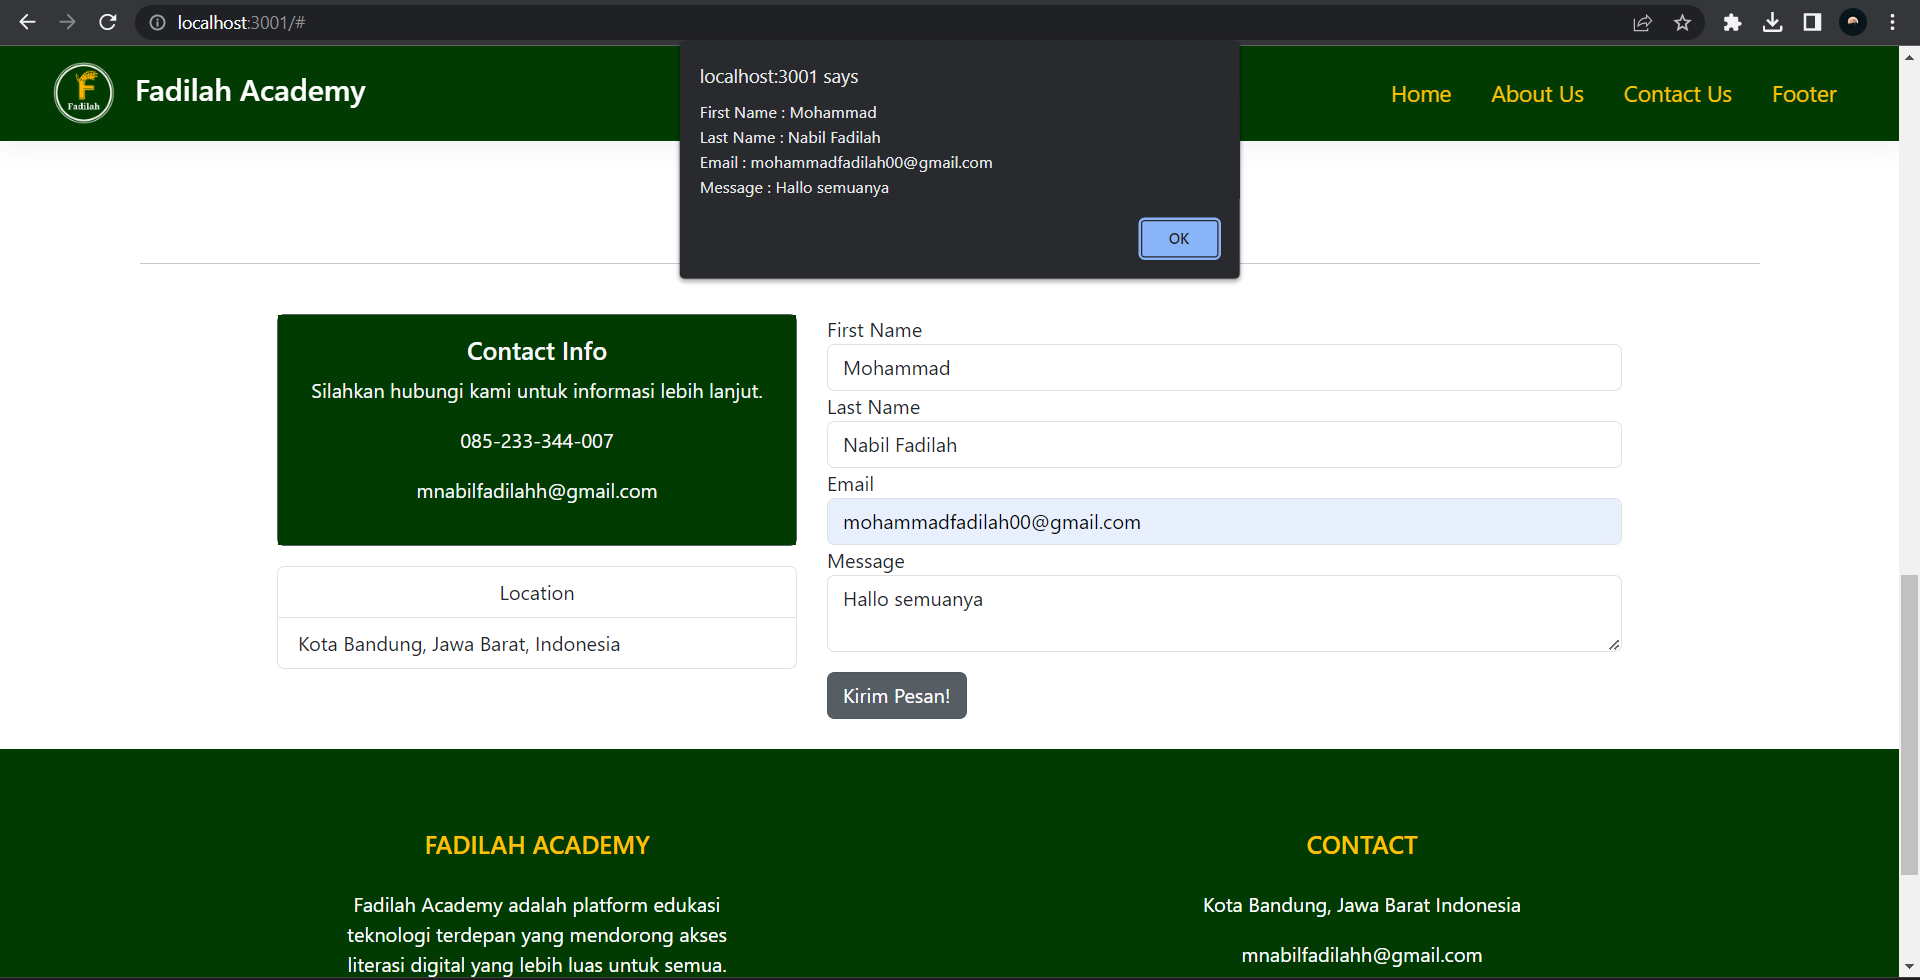 localhost:3001/#
F
Fadilah
Fadilah Academy
Home
About Us
Contact Us
Footer
localhost:3001 says
First Name : Mohammad
Last Name : Nabil Fadilah
Email : mohammadfadilah00@gmail.com
Message : Hallo semuanya
OK
Contact Info
Silahkan hubungi kami untuk informasi lebih lanjut.
085-233-344-007
mnabilfadilahh@gmail.com
Location
Kota Bandung, Jawa Barat, Indonesia
First Name
Mohammad
Last Name
Nabil Fadilah
Email
mohammadfadilah00@gmail.com
Message
Hallo semuanya
Kirim Pesan!
FADILAH ACADEMY
Fadilah Academy adalah platform edukasi
teknologi terdepan yang mendorong akses
literasi digital yang lebih luas untuk semua.
CONTACT
Kota Bandung, Jawa Barat Indonesia
mnabilfadilahh@gmail.com